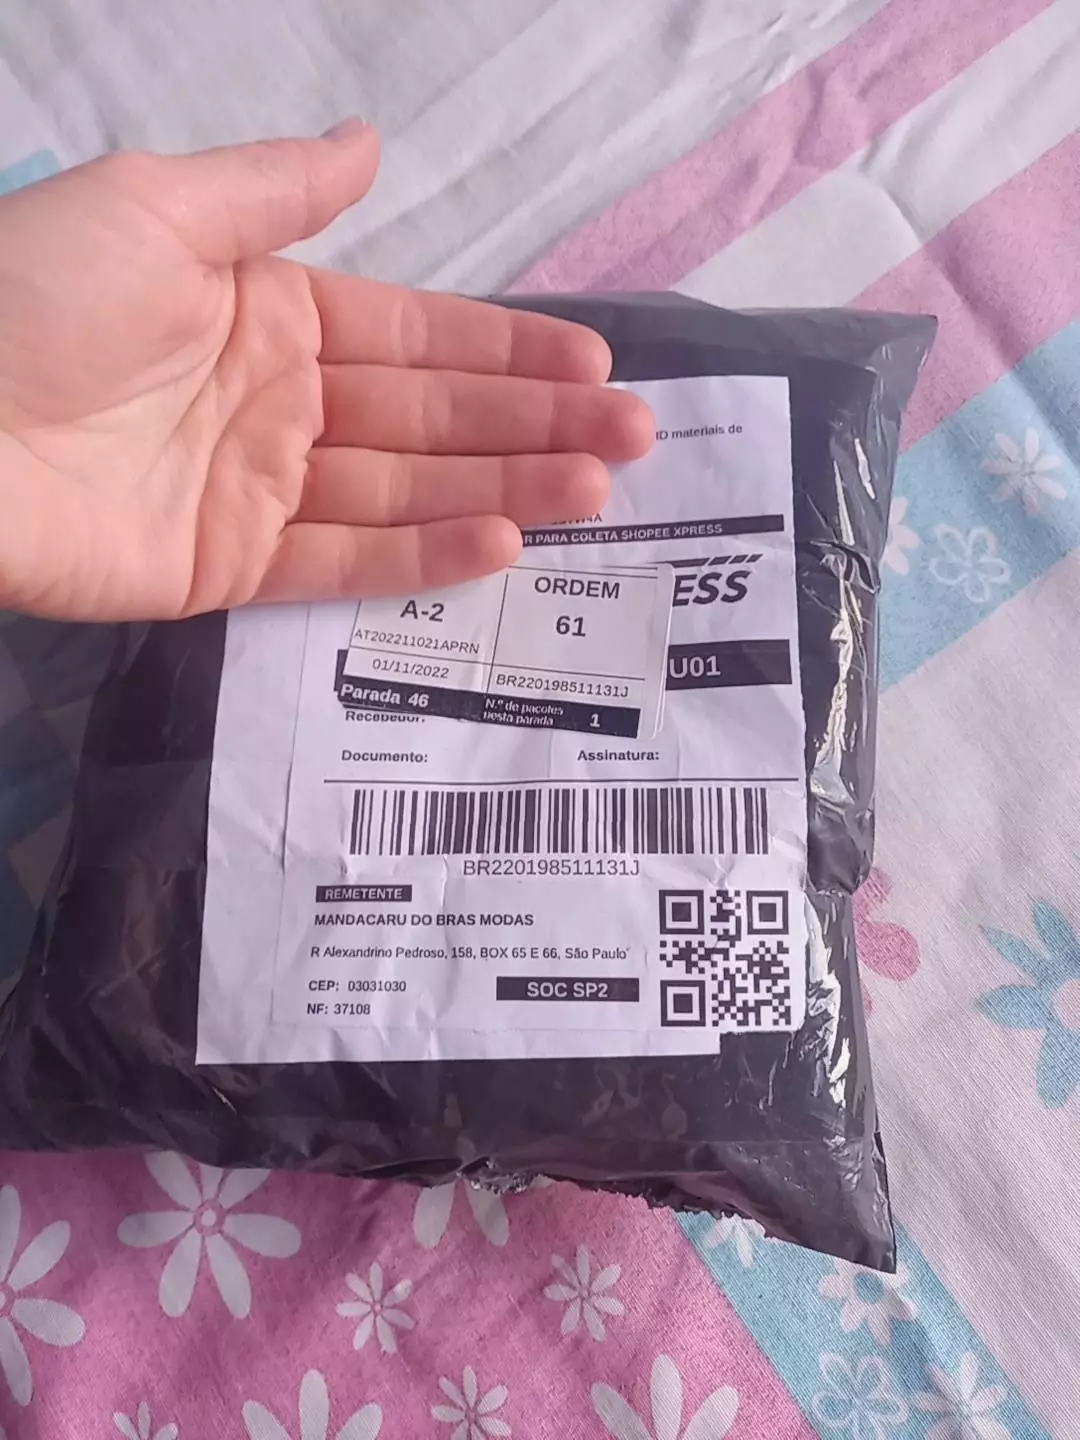 ID materiais de
R PARA COLETA SHOPEE XPRESS
ESS
A-2
ORDEM
61
AT202211021APRN
01/11/2022
BR220198511131J
U01
Parada 46
N.º de pacotes
nesta parada
1
Recebedor:
Documento:
Assinatura:
BR220198511131J
REMETENTE
MANDACARU DO BRAS MODAS
R Alexandrino Pedroso, 158, BOX 65 E 66, São Paulo
CEP: 03031030
SOC SP2
NF: 37108